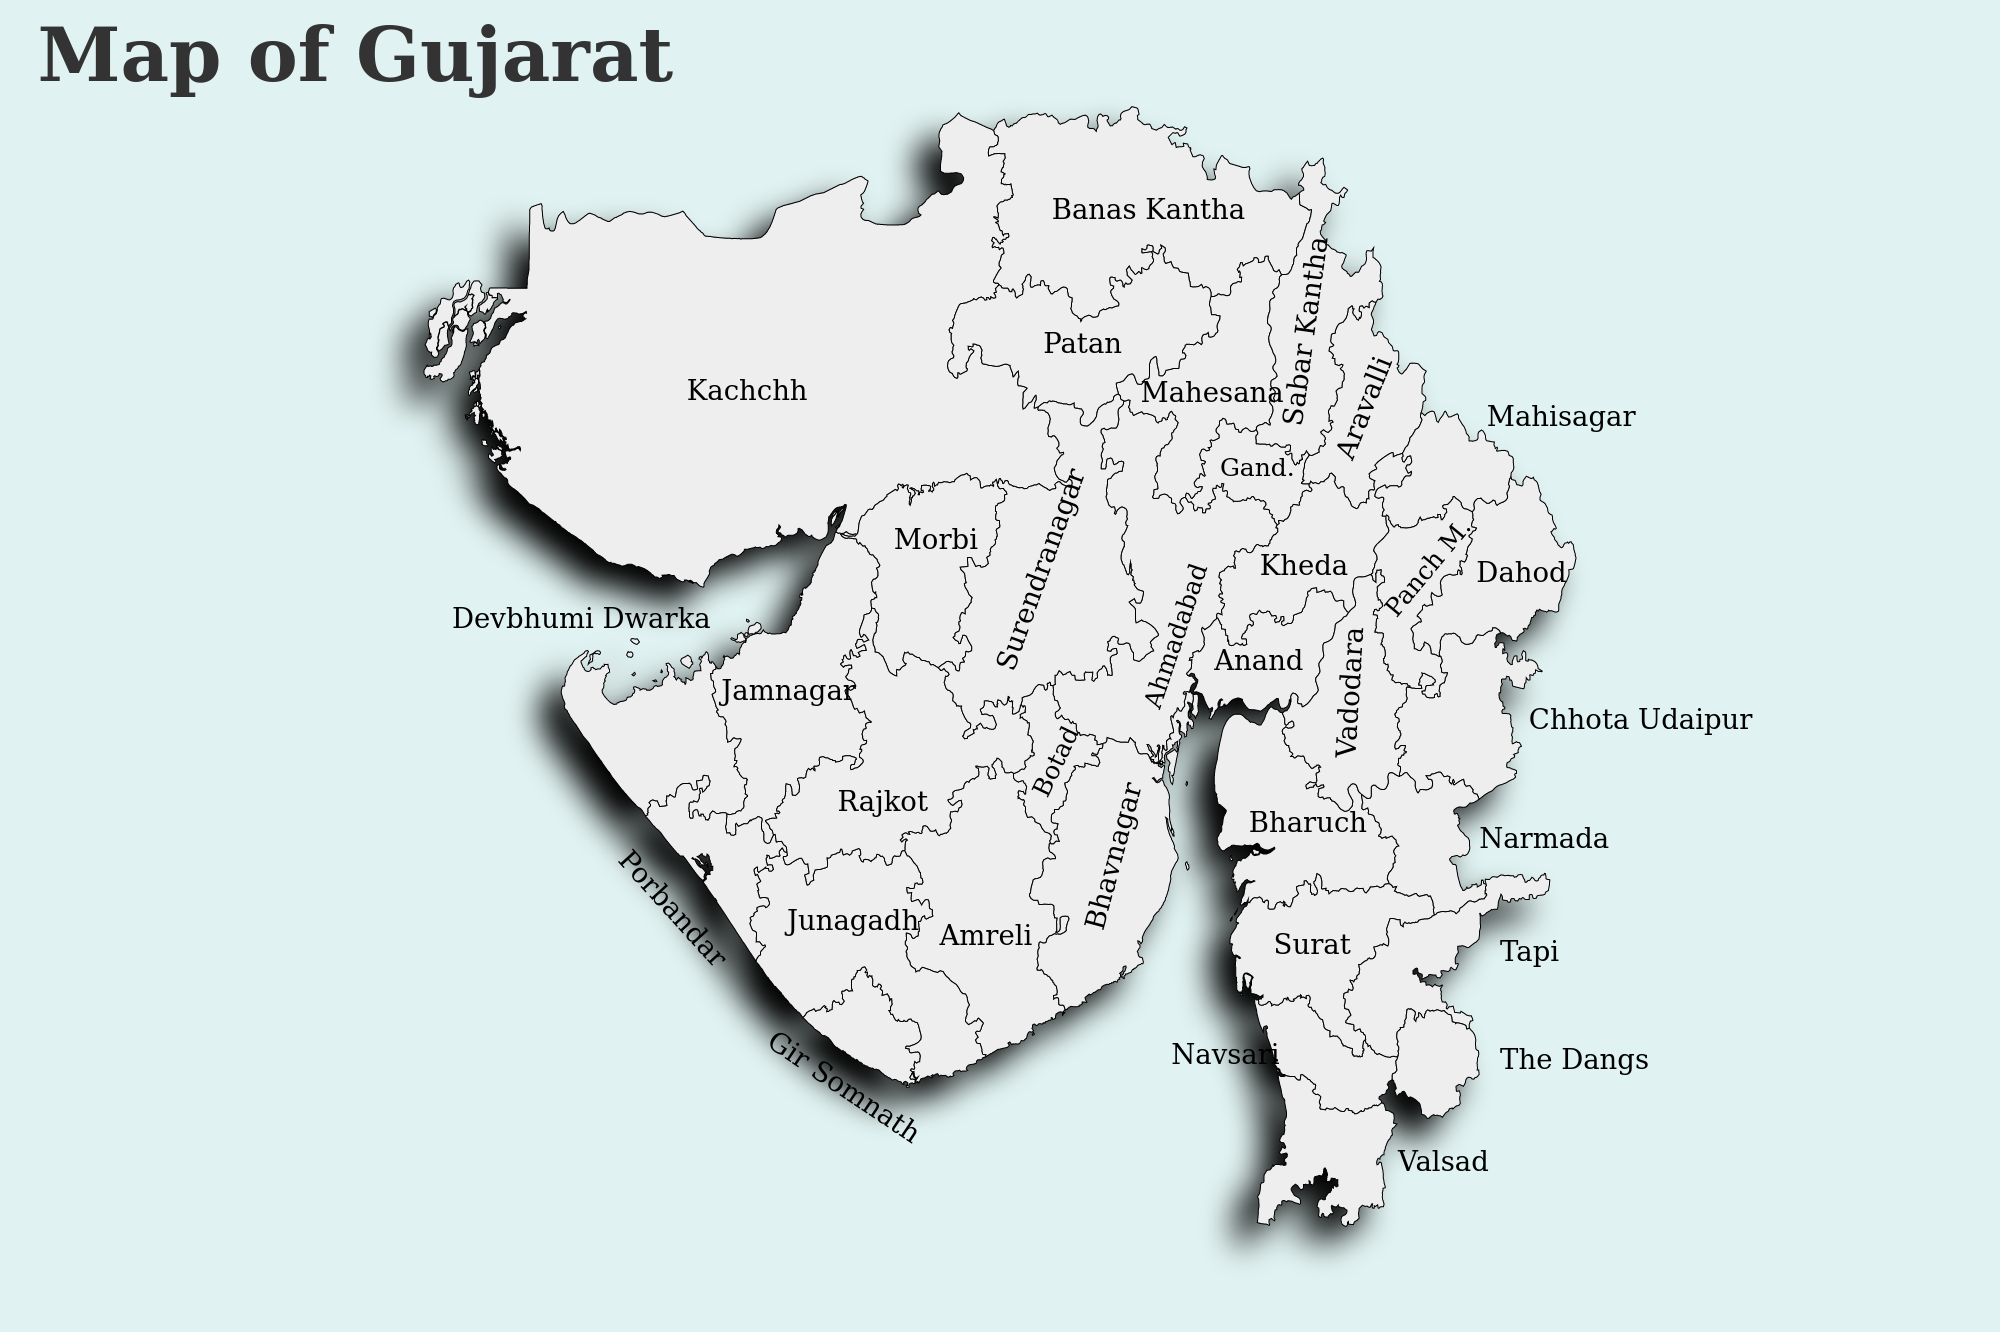 Map of Gujarat
Banas Kantha
Sabar Kantha
Patan
Kachchh
Mahesana
Aravalli
Mahisagar
Gand.
Morbi
Surendranagar
Kheda
Panch M.
Dahod
Devbhumi Dwarka
Ahmadabad
Anand
Jamnagar
Vadodara
Chhota Udaipur
Botad
Rajkot
Bharuch
Narmada
Bhavnagar
Porbandar
Junagadh
Amreli
Surat
Tapi
Gir Somnath
Navsari
The Dangs
Valsad